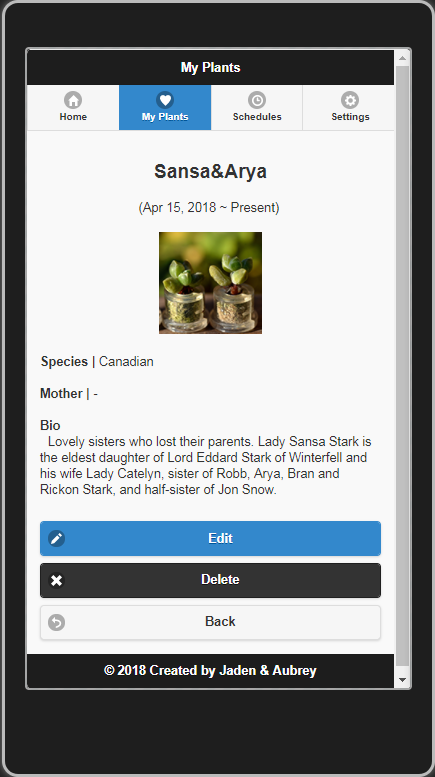 My Plants
Home My Plants Schedules Settings
Sansa&Arya
(Apr 15, 2018 ~ Present)
Species | Canadian
Mother | -
Bio
Lovely sisters who lost their parents. Lady Sansa Stark is
the eldest daughter of Lord Eddard Stark of Winterfell and
his wife Lady Catelyn, sister of Robb, Arya, Bran and
Rickon Stark, and half-sister of Jon Snow.
Edit
Delete
Back
© 2018 Created by Jaden & Aubrey